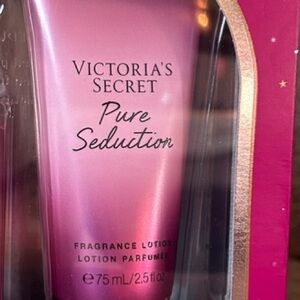 VICTORIA'S
SECRET
Pure
Seduction
FRAGRANCE LOTION
LOTION PARFUMÉE
℮75 mL/2.5 fl oz